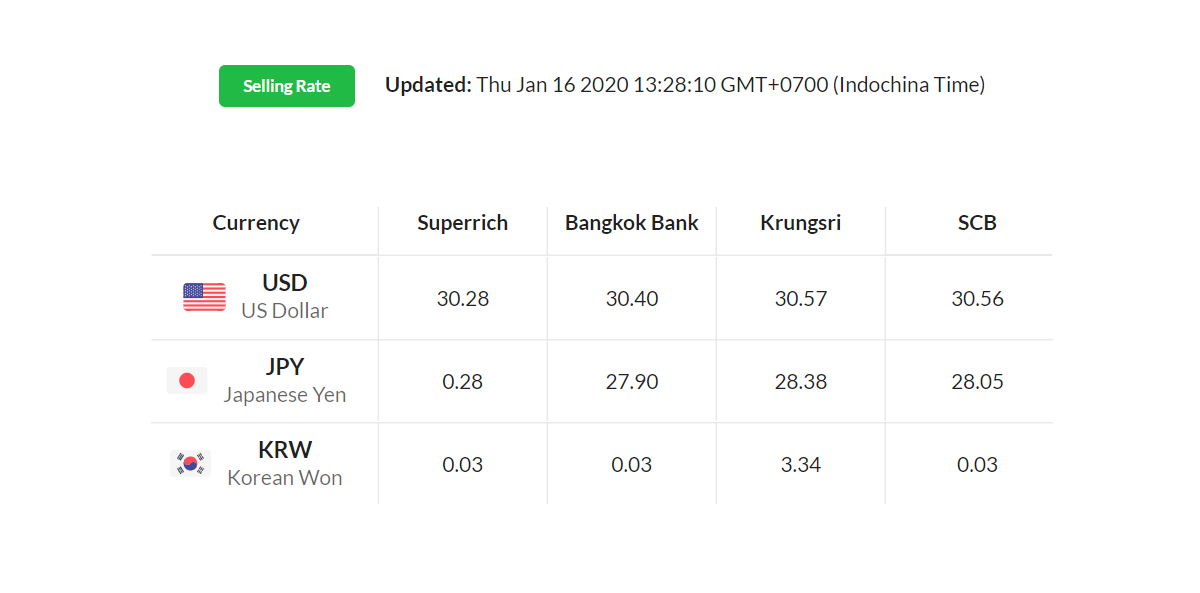 Selling Rate Updated: Thu Jan 16 2020 13:28:10 GMT+0700 (Indochina Time)
Currency Superrich Bangkok Bank Krungsri SCB
USD
US Dollar 30.28 30.40 30.57 30.56
JPY
Japanese Yen 0.28 27.90 28.38 28.05
KRW
Korean Won 0.03 0.03 3.34 0.03